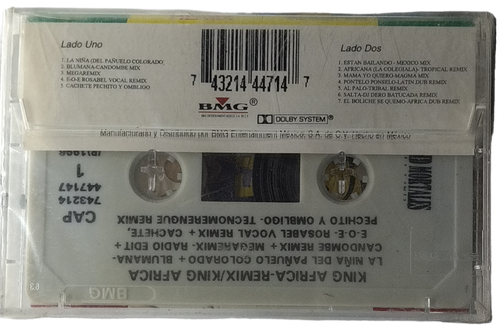 Lado Uno
1. LA NIÑA (DEL PAÑUELO COLORADO)
2. BLUMANA-CANDOMBE MIX
3. MEGAREMIX
4. E-O-E ROSABEL VOCAL REMIX
5. CACHETE PECHITO Y OMBLIGO
Lado Dos
1. ESTAN BAILANDO - MEXICO MIX
2. AFRICANA (LA COLEGIALA)- TROPICAL REMIX
3. MAMA YO QUIERO-MAOMA MIX
4. PONTELO PONSELO-LATIN DUB REMIX
5. AL PALO-TRIBAL REMIX
6. SALTA-DI DERO BATUCADA REMIX
7. EL BOLICHE SE QUEMO-AFRICA DUB REMIX
7 43214 44714 7
BMG®
DOLBY SYSTEM®
KING AFRICA-REMIX/KING AFRICA
LA NIÑA DEL PAÑUELO COLORADO + BLUMANA-
CANDOMBE REMIX + MEGAREMIX- RADIO EDIT +
E-O-E- ROSABEL VOCAL REMIX + CACHETE,
PECHITO Y OMBLIGO- TECNOMERENGUE REMIX
CAP
743214
447147
1
(P)1996
BMG